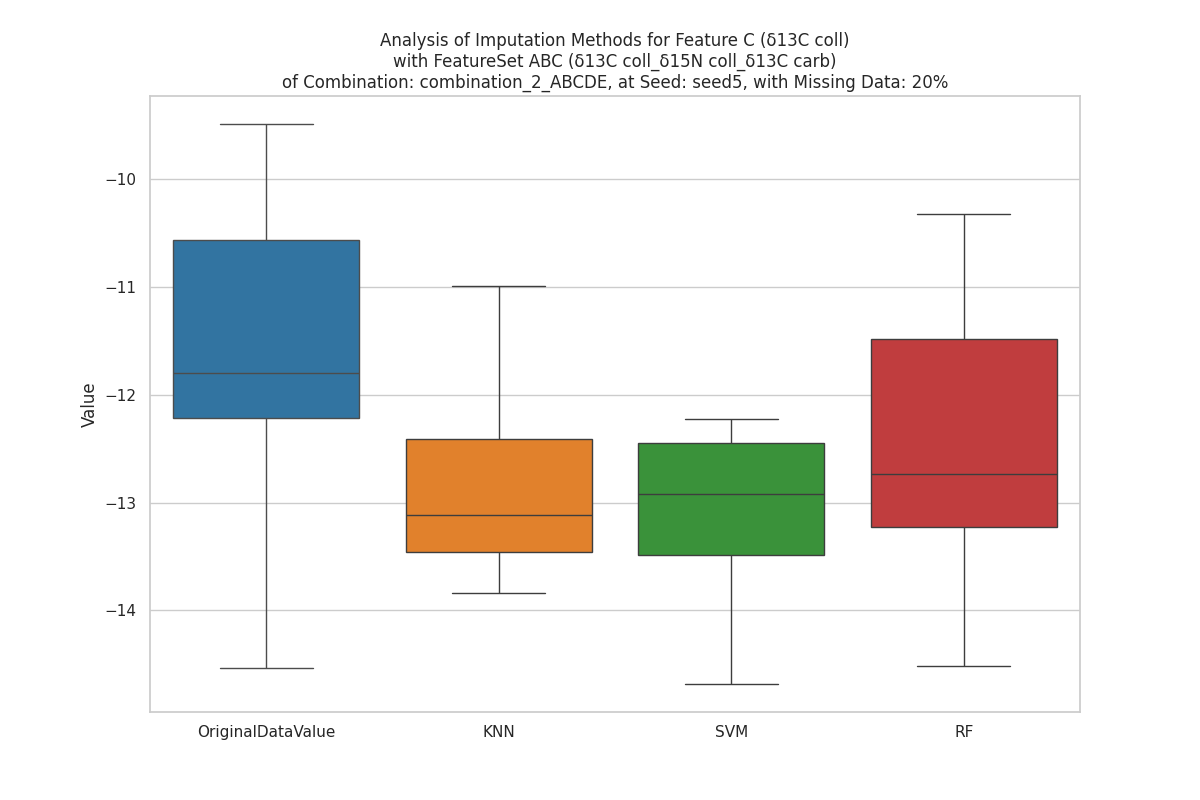 Analysis of Imputation Methods for Feature C (δ13C coll)
with FeatureSet ABC (δ13C coll_δ15N coll_δ13C carb)
of Combination: combination_2_ABCDE, at Seed: seed5, with Missing Data: 20%
−10
−11
−12
−13
−14
Value
OriginalDataValue
KNN
SVM
RF